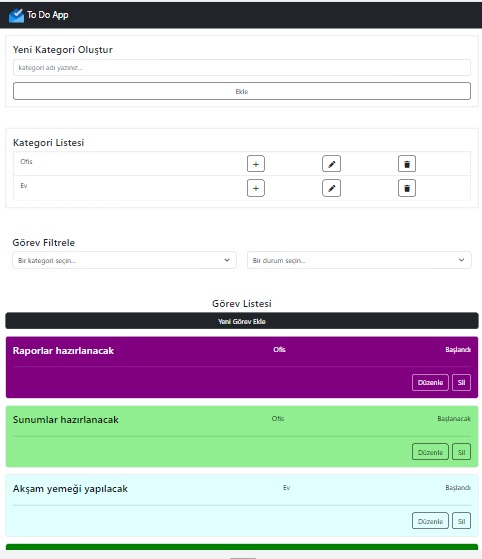 To Do App
Yeni Kategori Oluştur
kategori adı yazınız...
Ekle
Kategori Listesi
Ofis
Ev
Görev Filtrele
Bir kategori seçin... Bir durum seçin...
Görev Listesi
Yeni Görev Ekle
Raporlar hazırlanacak Ofis Başlandı
Düzenle Sil
Sunumlar hazırlanacak Ofis Başlanacak
Düzenle Sil
Akşam yemeği yapılacak Ev Başlandı
Düzenle Sil